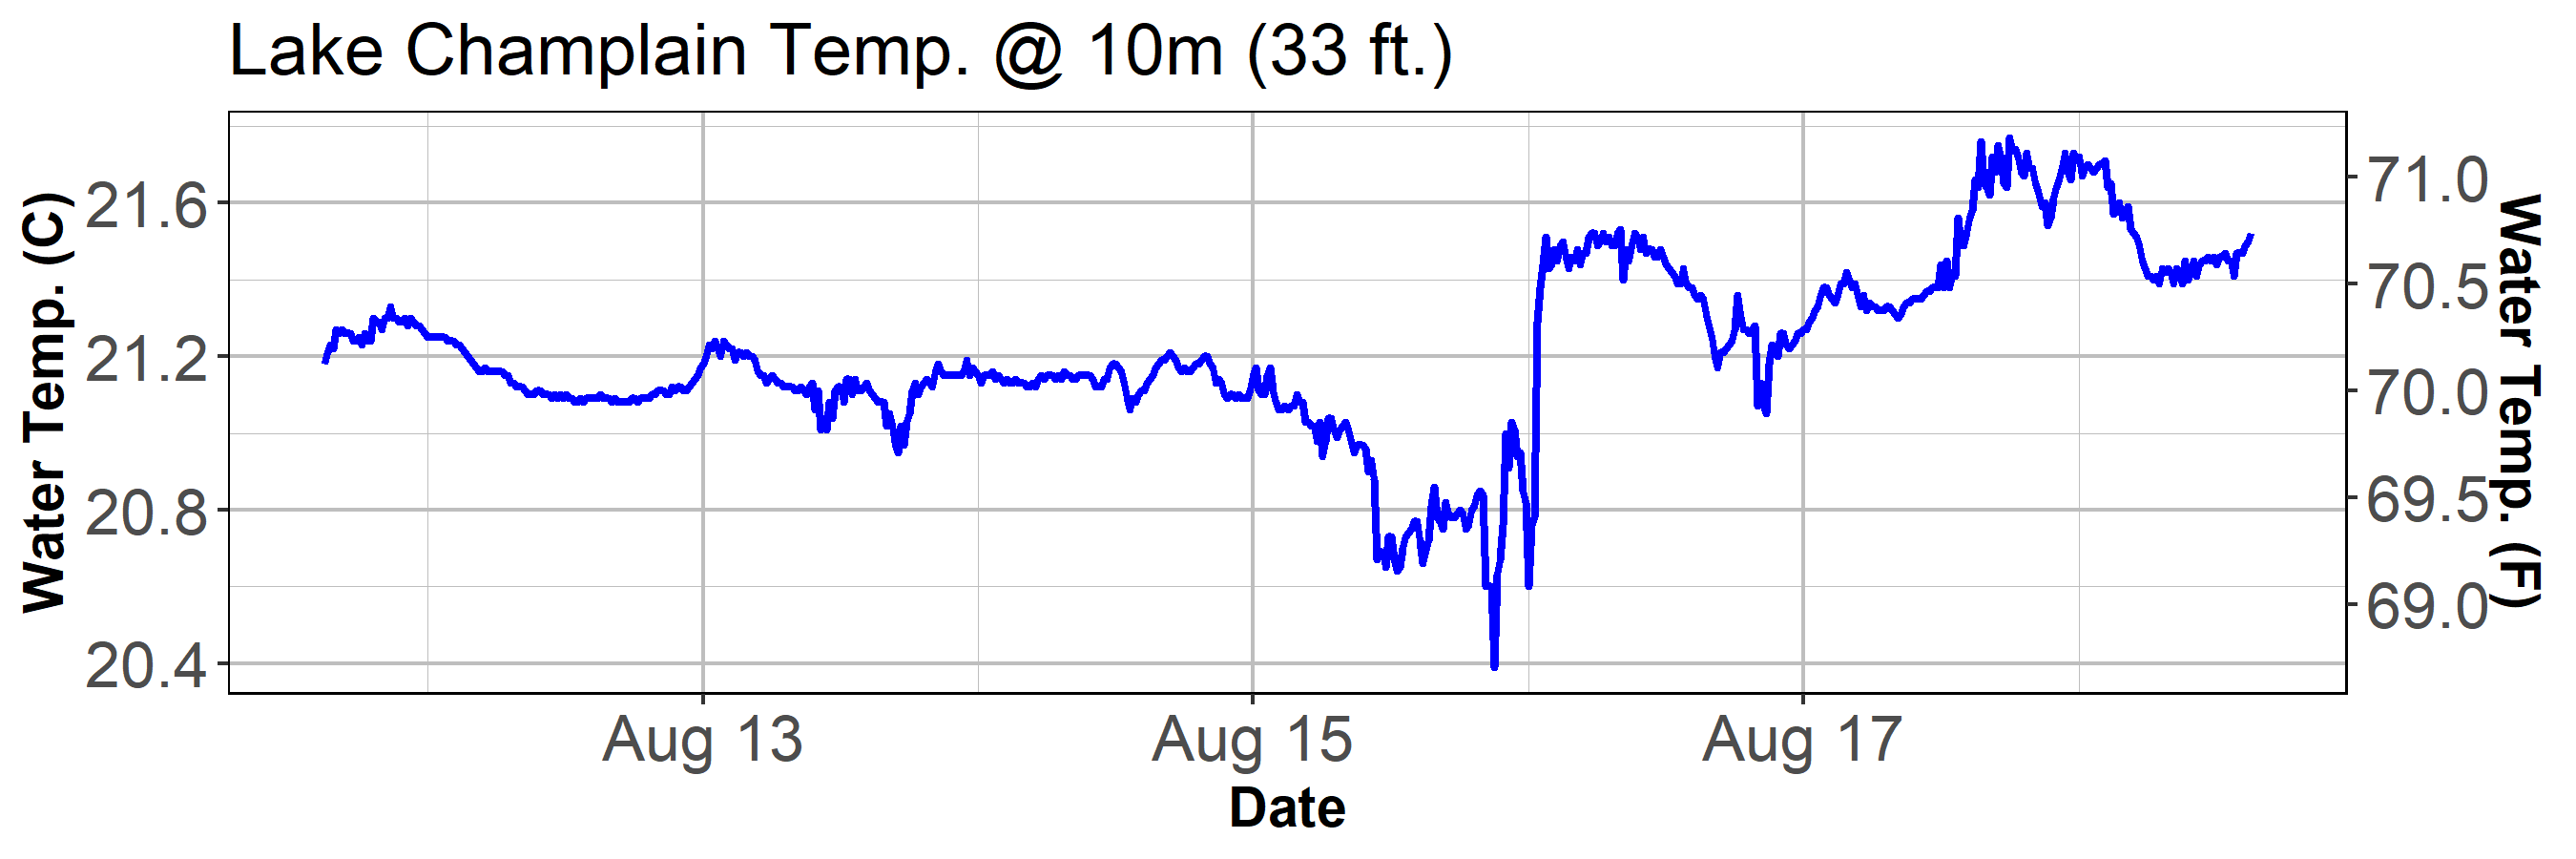 Lake Champlain Temp. @ 10m (33 ft.)
Water Temp. (C)
21.6
21.2
20.8
20.4
71.0
70.5
70.0
69.5
69.0
Water Temp. (F)
Aug 13
Aug 15
Aug 17
Date